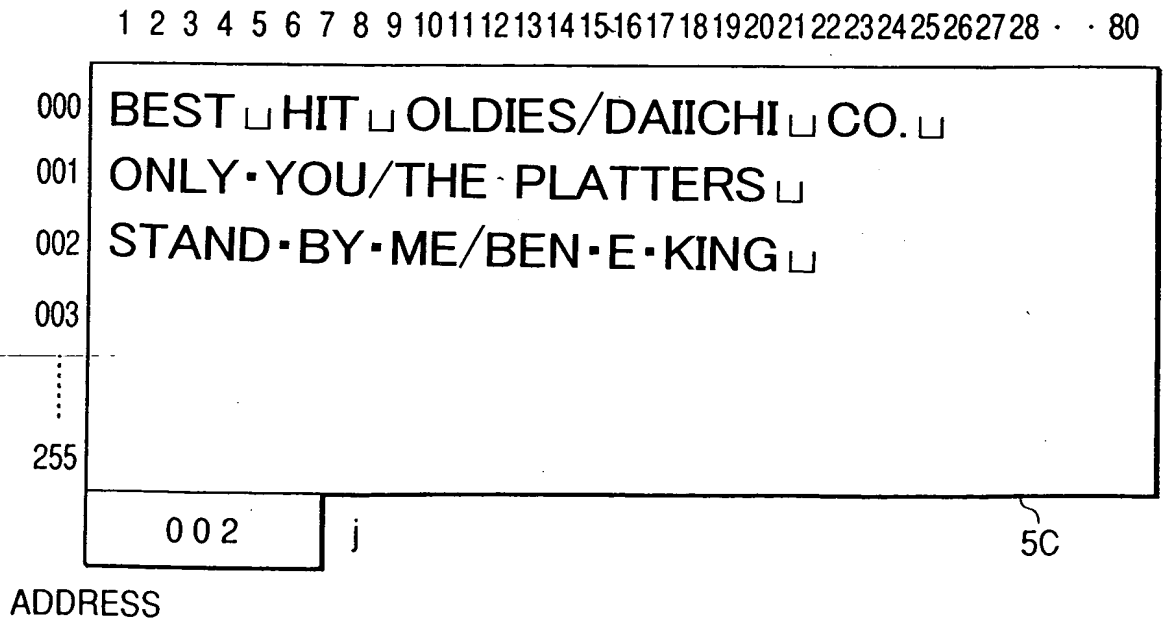 1 2 3 4 5 6 7 8 9 10 11 12 13 14 15 16 17 18 19 20 21 22 23 24 25 26 27 28 · · 80
000 BEST␣HIT␣OLDIES/DAIICHI␣CO.␣
001 ONLY·YOU/THE·PLATTERS␣
002 STAND·BY·ME/BEN·E·KING␣
003
255
002 j
5C
ADDRESS